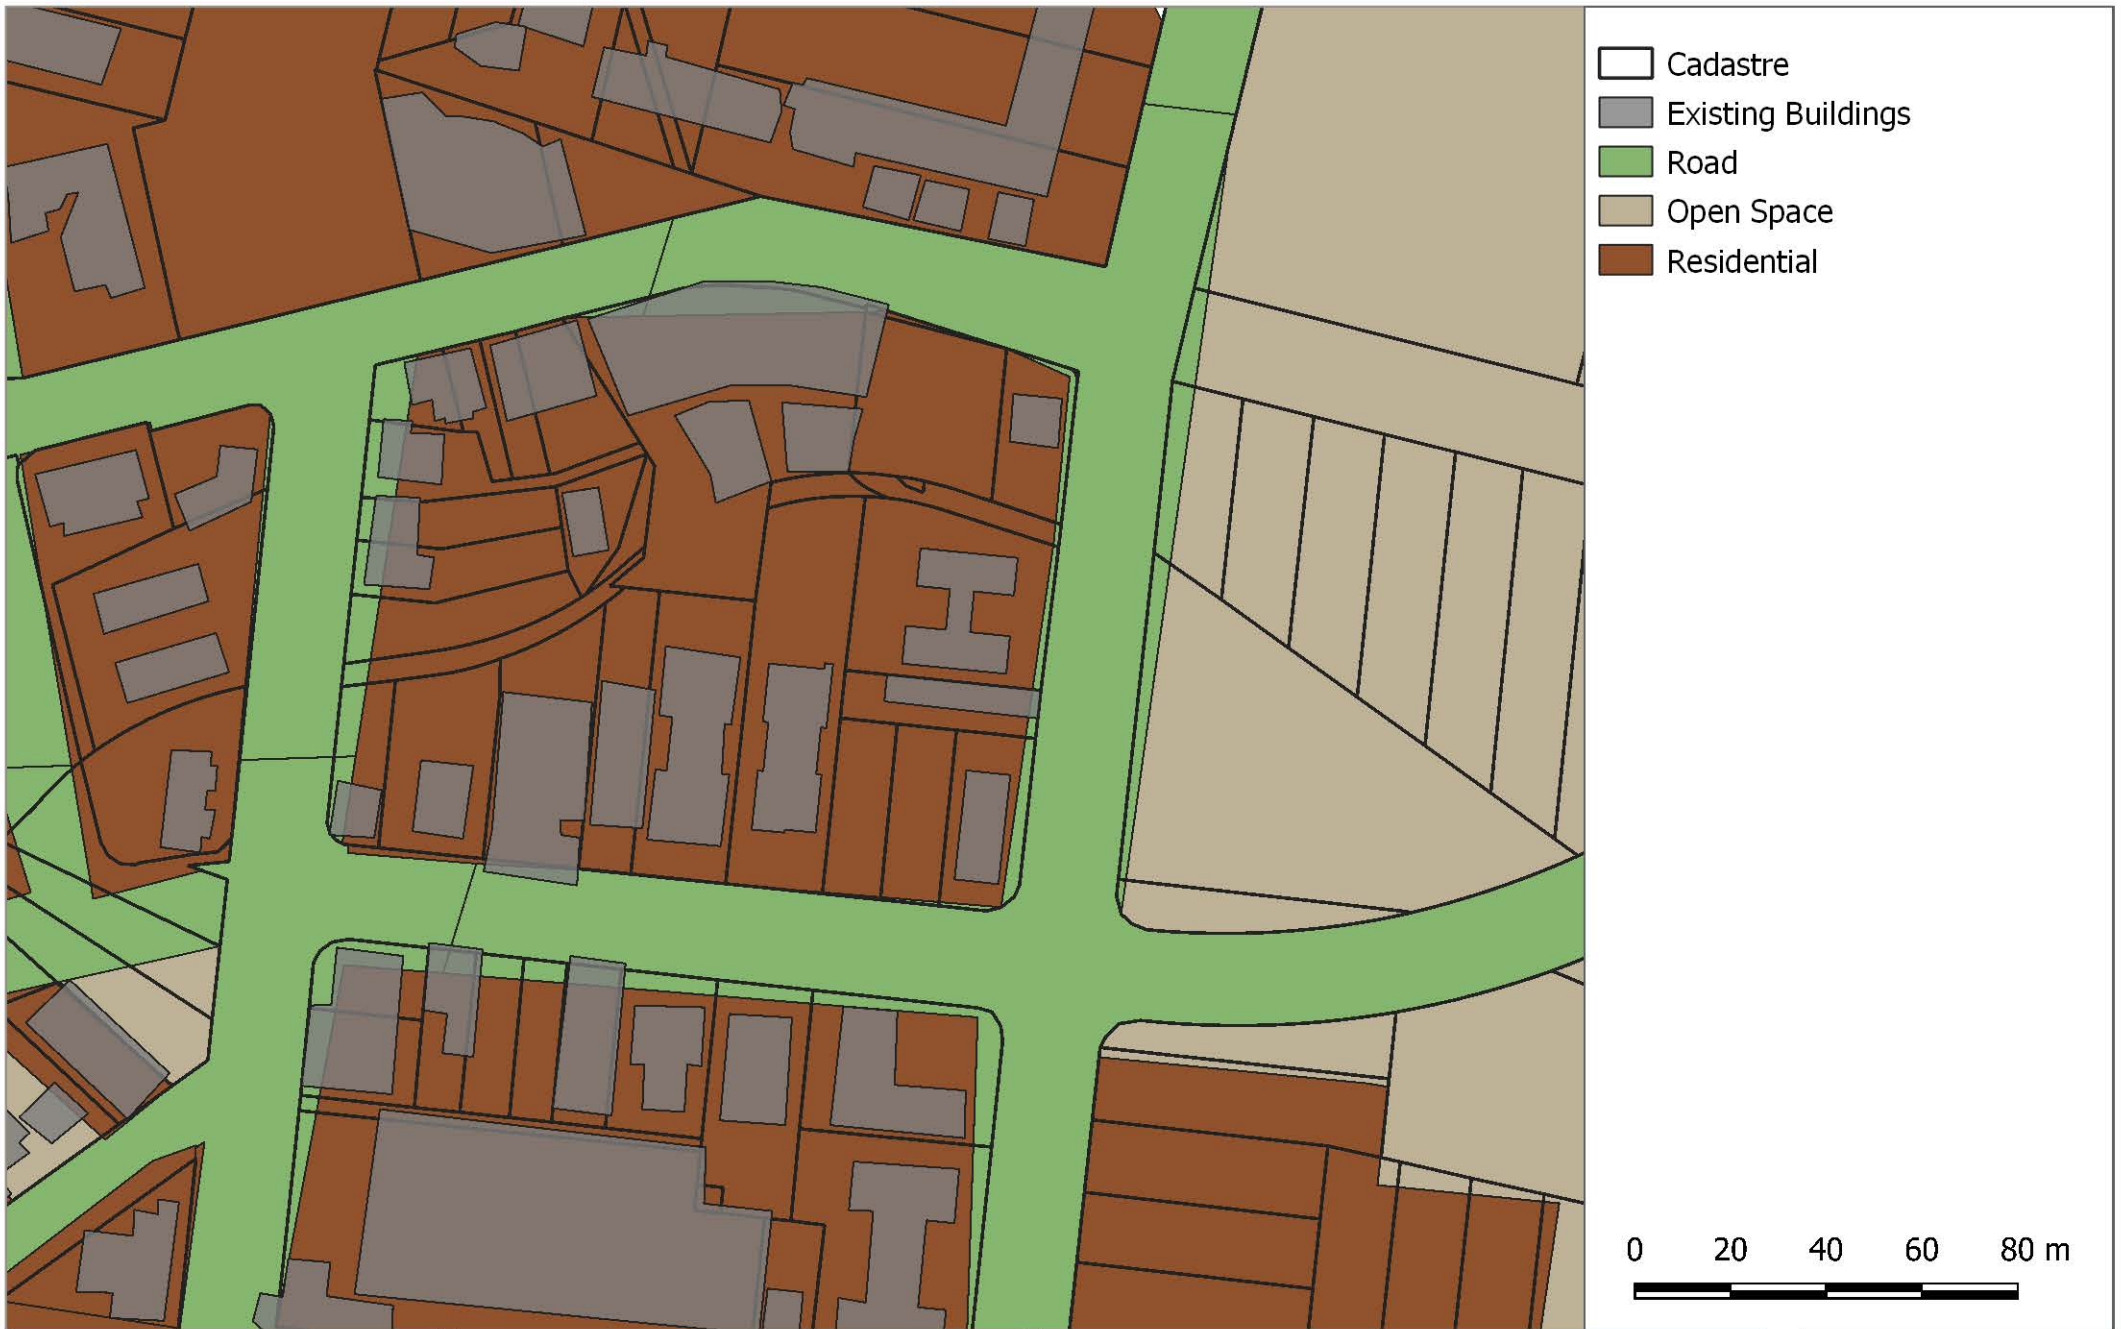 Cadastre
Existing Buildings
Road
Open Space
Residential
0 20 40 60 80 m